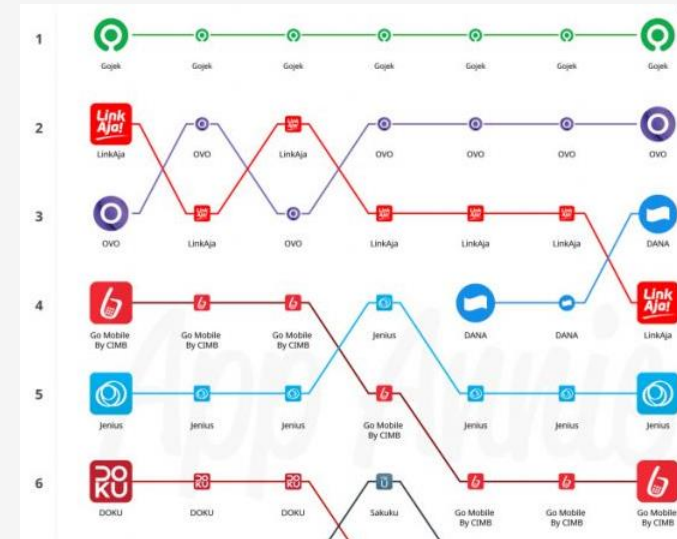 1
Gojek Gojek Gojek Gojek Gojek Gojek Gojek
2
Link Aja!
LinkAja OVO LinkAja OVO OVO OVO OVO
3
OVO LinkAja OVO LinkAja LinkAja LinkAja DANA
4
Link Aja!
Go Mobile By CIMB Go Mobile By CIMB Go Mobile By CIMB Jenius DANA DANA LinkAja
5
Jenius Jenius Jenius Go Mobile By CIMB Jenius Jenius Jenius
6
DOKU
DOKU DOKU DOKU Sakuku Go Mobile By CIMB Go Mobile By CIMB Go Mobile By CIMB
App Annie